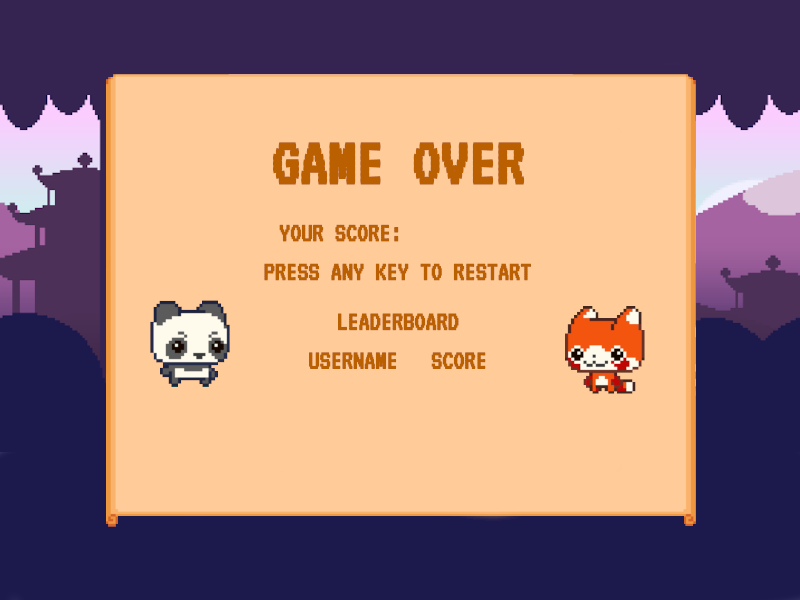 GAME OVER
YOUR SCORE:
PRESS ANY KEY TO RESTART
LEADERBOARD
USERNAME SCORE